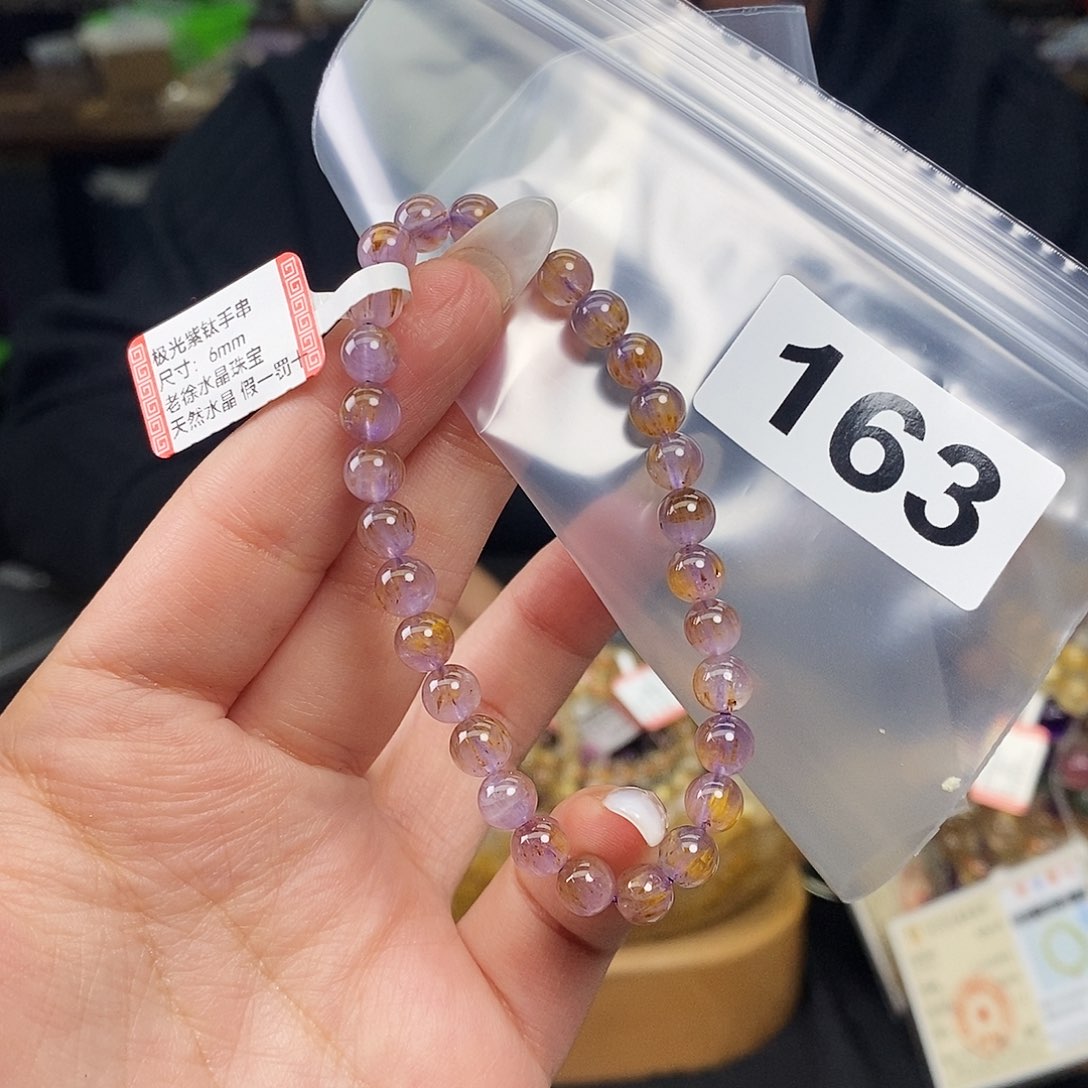 极光紫钛手串
尺寸: 6mm
老徐水晶珠宝
天然水晶 假一罚十
163